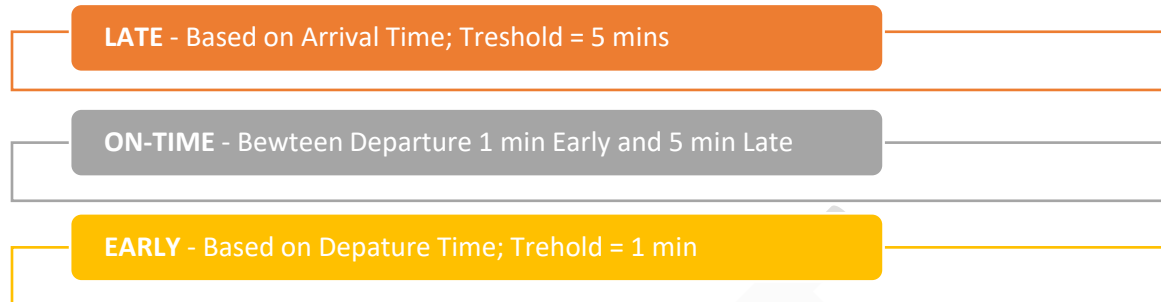 LATE - Based on Arrival Time; Treshold = 5 mins
ON-TIME - Bewteen Departure 1 min Early and 5 min Late
EARLY - Based on Depature Time; Trehold = 1 min